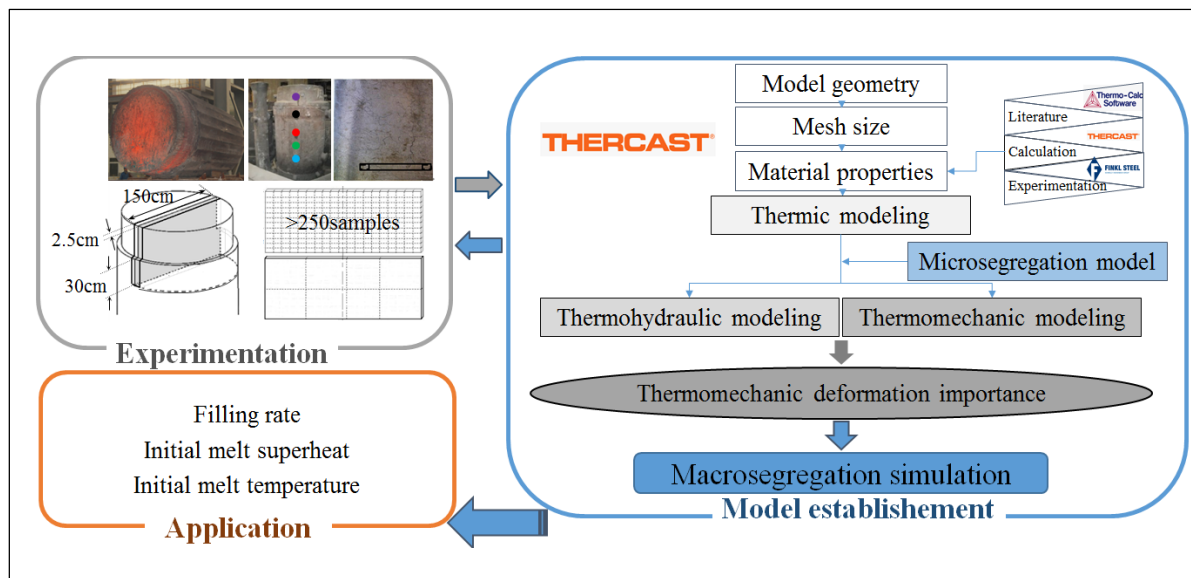 150cm
2.5cm
30cm
>250samples
Experimentation
Filling rate
Initial melt superheat
Initial melt temperature
Application
THERCAST®
Model geometry
Mesh size
Material properties
Thermo-Calc
Software
Literature
THERCAST
Calculation
FINKL STEEL
Experimentation
Thermic modeling
Microsegregation model
Thermohydraulic modeling
Thermomechanic modeling
Thermomechanic deformation importance
Macrosegregation simulation
Model establishement